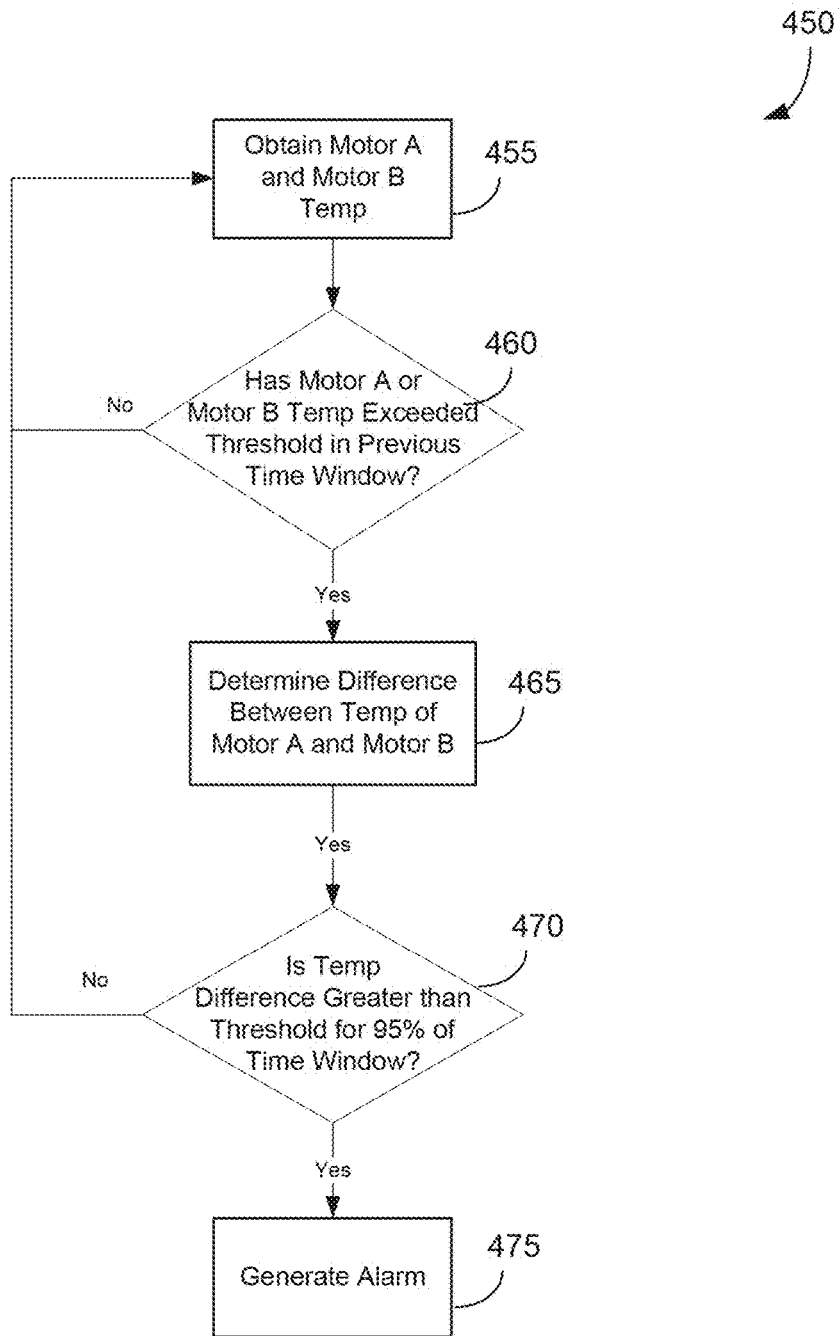 450
Obtain Motor A
and Motor B
Temp
455
Has Motor A or
Motor B Temp Exceeded
Threshold in Previous
Time Window?
460
No
Yes
Determine Difference
Between Temp of
Motor A and Motor B
465
Yes
Is Temp
Difference Greater than
Threshold for 95% of
Time Window?
470
No
Yes
Generate Alarm
475